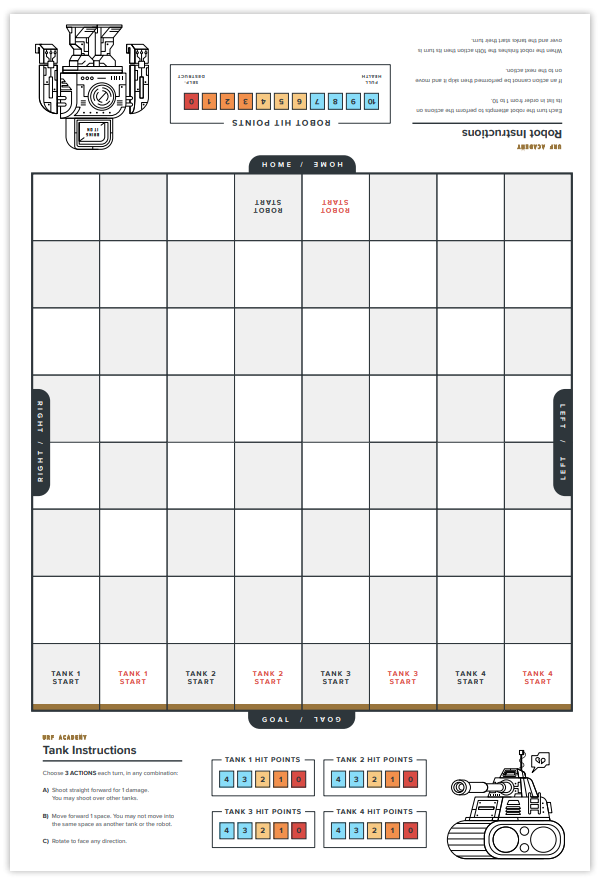 URP ACADEMY
Robot Instructions
Each turn the robot attempts to perform the actions on
its list in order from 1 to 10.
If an action cannot be performed then skip it and move
on to the next action.
When the robot finishes the 10th action then its turn is
over and the tanks start their turn.
ROBOT HIT POINTS
10 9 8 7 6 5 4 3 2 1 0
FULL
HEALTH
SELF-
DESTRUCT
BRING
IT ON
HOME / HOME
ROBOT
START
ROBOT
START
RIGHT / RIGHT
LEFT / LEFT
TANK 1
START
TANK 1
START
TANK 2
START
TANK 2
START
TANK 3
START
TANK 3
START
TANK 4
START
TANK 4
START
GOAL / GOAL
URP ACADEMY
Tank Instructions
Choose 3 ACTIONS each turn, in any combination:
A) Shoot straight forward for 1 damage.
You may shoot over other tanks.
B) Move forward 1 space. You may not move into
the same space as another tank or the robot.
C) Rotate to face any direction.
TANK 1 HIT POINTS
4 3 2 1 0
TANK 2 HIT POINTS
4 3 2 1 0
TANK 3 HIT POINTS
4 3 2 1 0
TANK 4 HIT POINTS
4 3 2 1 0